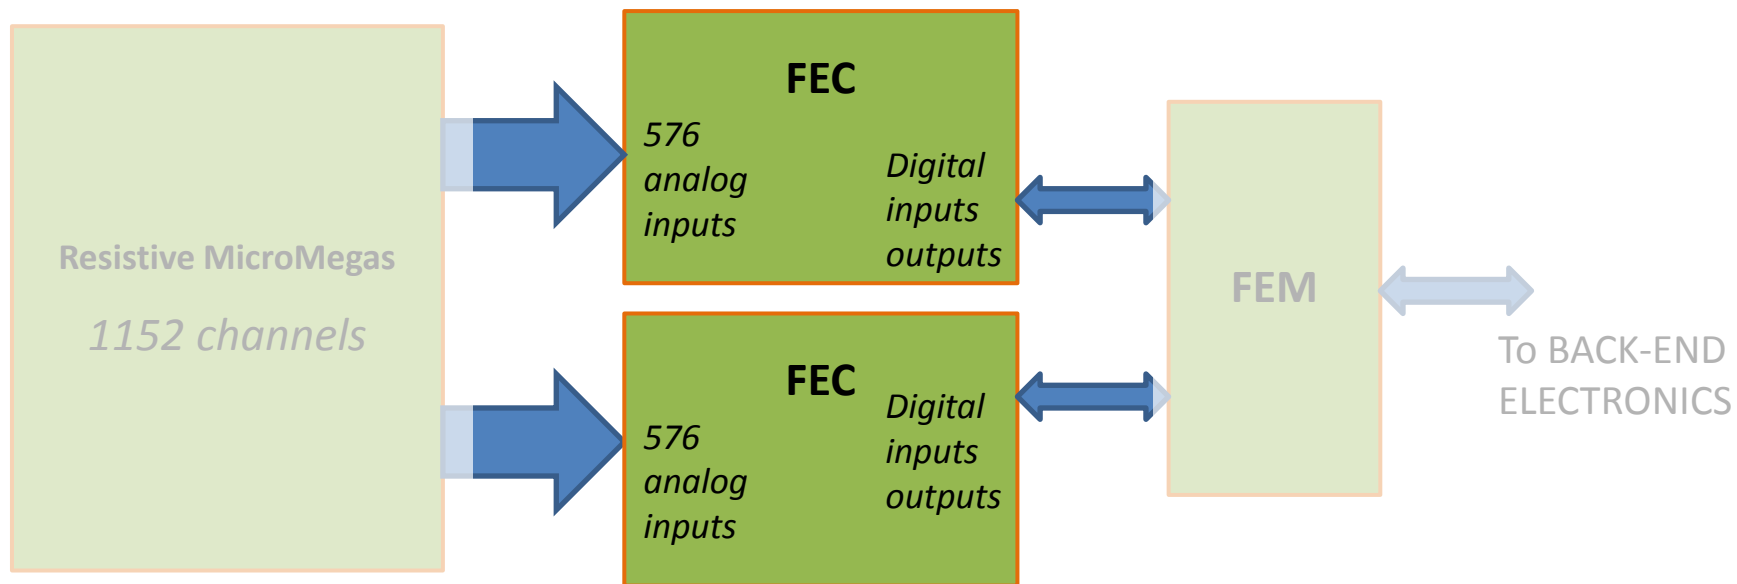 Resistive MicroMegas
1152 channels
FEC
576
analog
inputs
Digital
inputs
outputs
FEC
576
analog
inputs
Digital
inputs
outputs
FEM
To BACK-END
ELECTRONICS